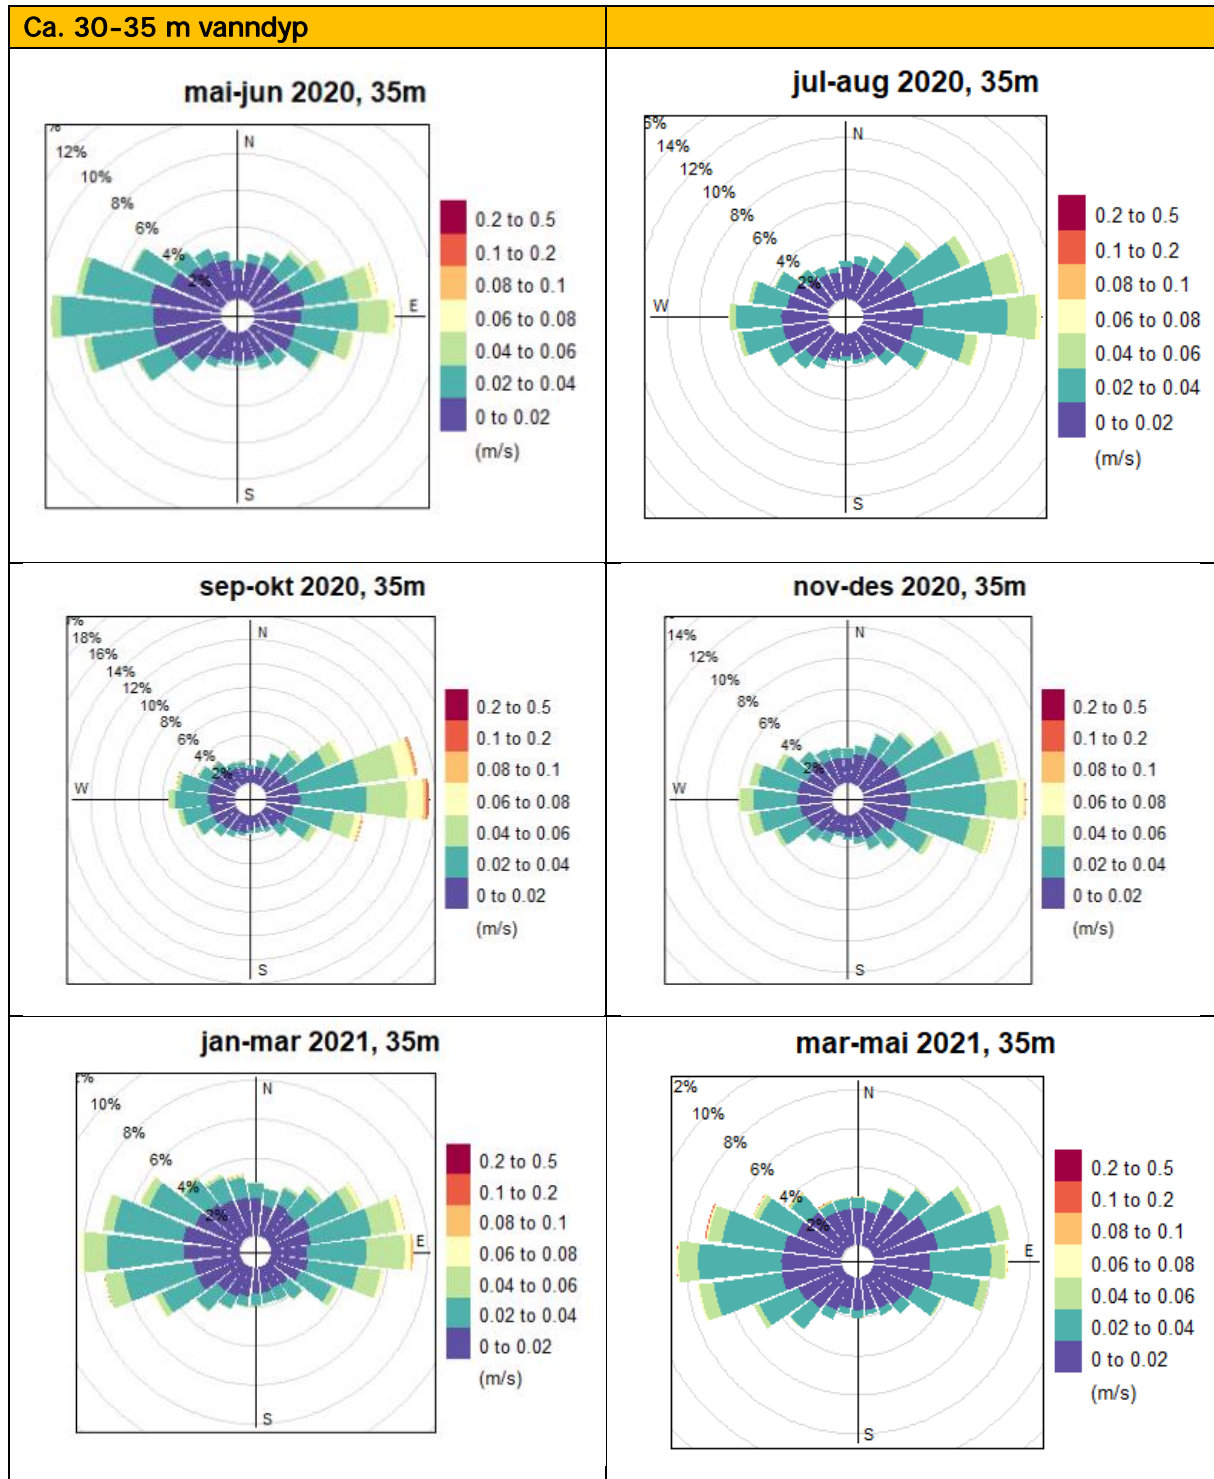 Ca. 30-35 m vanndyp
mai-jun 2020, 35m
12%
10%
8%
6%
4%
2%
N
E
S
0.2 to 0.5
0.1 to 0.2
0.08 to 0.1
0.06 to 0.08
0.04 to 0.06
0.02 to 0.04
0 to 0.02
(m/s)
jul-aug 2020, 35m
14%
12%
10%
8%
6%
4%
2%
N
W
S
0.2 to 0.5
0.1 to 0.2
0.08 to 0.1
0.06 to 0.08
0.04 to 0.06
0.02 to 0.04
0 to 0.02
(m/s)
sep-okt 2020, 35m
18%
16%
14%
12%
10%
8%
6%
4%
2%
N
W
S
0.2 to 0.5
0.1 to 0.2
0.08 to 0.1
0.06 to 0.08
0.04 to 0.06
0.02 to 0.04
0 to 0.02
(m/s)
nov-des 2020, 35m
14%
12%
10%
8%
6%
4%
2%
N
W
S
0.2 to 0.5
0.1 to 0.2
0.08 to 0.1
0.06 to 0.08
0.04 to 0.06
0.02 to 0.04
0 to 0.02
(m/s)
jan-mar 2021, 35m
10%
8%
6%
4%
2%
N
E
S
0.2 to 0.5
0.1 to 0.2
0.08 to 0.1
0.06 to 0.08
0.04 to 0.06
0.02 to 0.04
0 to 0.02
(m/s)
mar-mai 2021, 35m
2%
10%
8%
6%
4%
2%
N
E
S
0.2 to 0.5
0.1 to 0.2
0.08 to 0.1
0.06 to 0.08
0.04 to 0.06
0.02 to 0.04
0 to 0.02
(m/s)